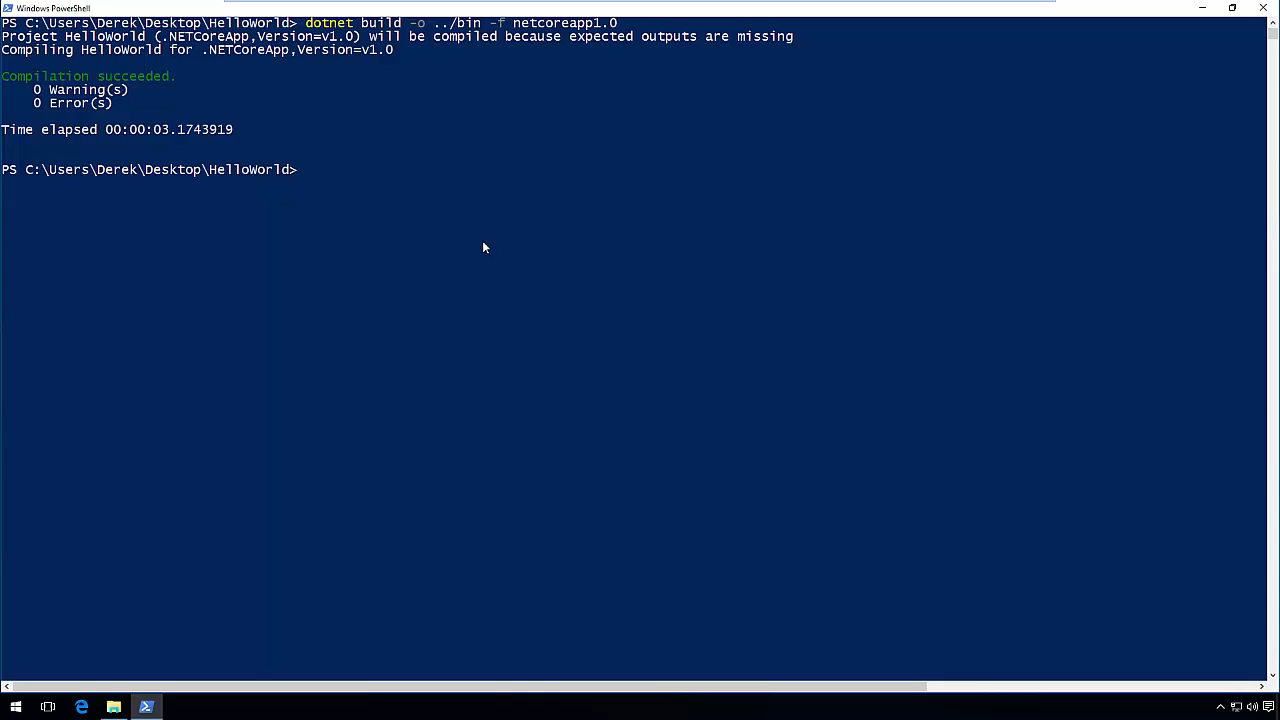 Windows PowerShell
PS C:\Users\Derek\Desktop\HelloWorld> dotnet build -o ../bin -f netcoreapp1.0
Project HelloWorld (.NETCoreApp,Version=v1.0) will be compiled because expected outputs are missing
Compiling HelloWorld for .NETCoreApp,Version=v1.0
Compilation succeeded.
0 Warning(s)
0 Error(s)
Time elapsed 00:00:03.1743919
PS C:\Users\Derek\Desktop\HelloWorld>